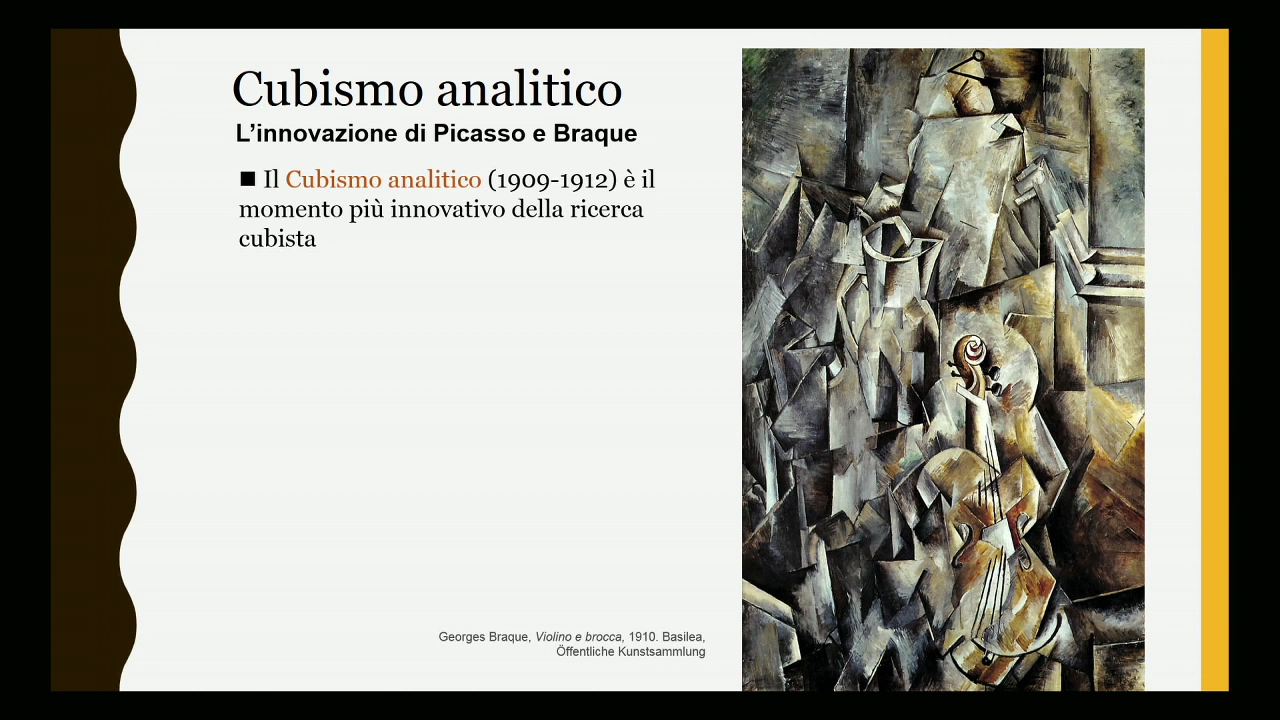 Cubismo analitico
L’innovazione di Picasso e Braque
■ Il Cubismo analitico (1909-1912) è il
momento più innovativo della ricerca
cubista
Georges Braque, Violino e brocca, 1910. Basilea,
Öffentliche Kunstsammlung